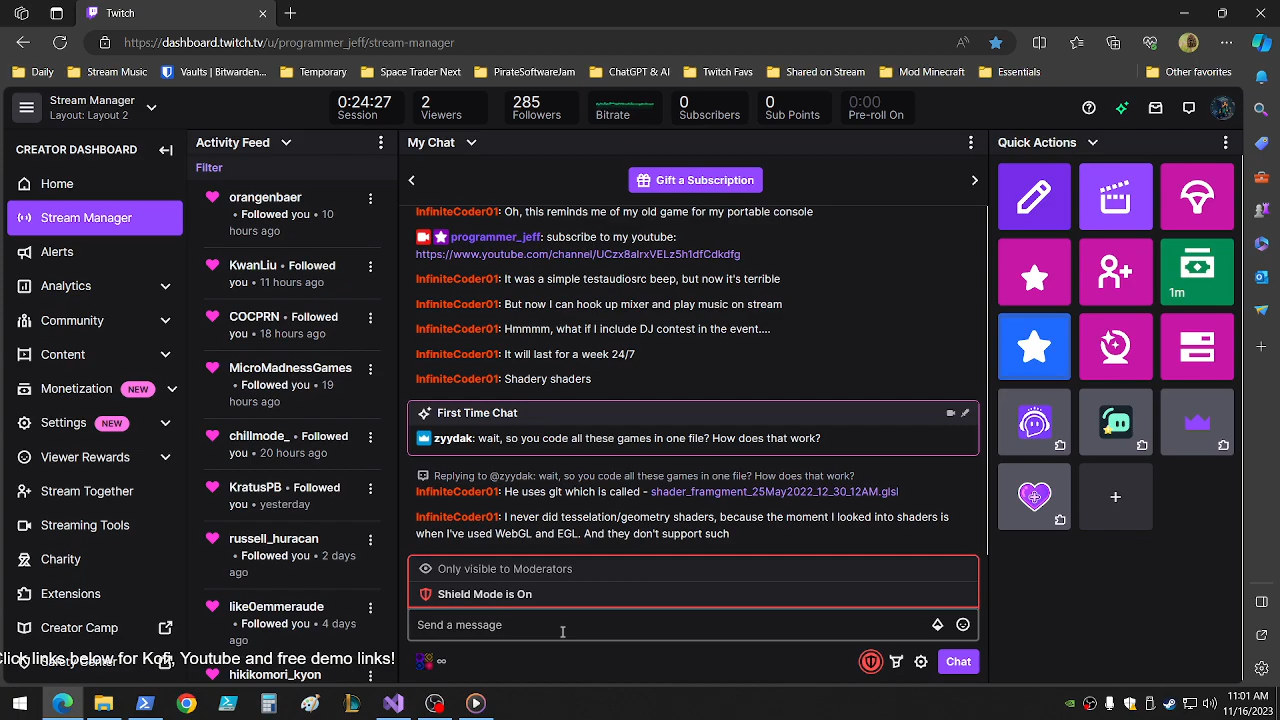 Twitch
https://dashboard.twitch.tv/u/programmer_jeff/stream-manager
Daily
Stream Music
Vaults | Bitwarden...
Temporary
Space Trader Next
PirateSoftwareJam
ChatGPT & AI
Twitch Favs
Shared on Stream
Mod Minecraft
Essentials
Other favorites
Stream Manager
Layout: Layout 2
0:24:27
Session
2
Viewers
285
Followers
Bitrate
0
Subscribers
0
Sub Points
0:00
Pre-roll On
CREATOR DASHBOARD
Home
Stream Manager
Alerts
Analytics
Community
Content
Monetization NEW
Settings NEW
Viewer Rewards
Stream Together
Streaming Tools
Charity
Extensions
Creator Camp
Click links below for Kofi, Youtube and free demo links!
Activity Feed
Filter
orangenbaer
• Followed you • 10
hours ago
KwanLiu • Followed
you • 11 hours ago
COCPRN • Followed
you • 18 hours ago
MicroMadnessGames
• Followed you • 19
hours ago
chillmode_ • Followed
you • 20 hours ago
KratusPB • Followed
you • yesterday
russell_huracan
• Followed you • 2 days
ago
like0emmeraude
• Followed you • 4 days
ago
hikikomori_kyon
My Chat
Gift a Subscription
InfiniteCoder01: Oh, this reminds me of my old game for my portable console
programmer_jeff: subscribe to my youtube:
https://www.youtube.com/channel/UCzx8alrxVELz5h1dfCdkdfg
InfiniteCoder01: It was a simple testaudiosrc beep, but now it's terrible
InfiniteCoder01: But now I can hook up mixer and play music on stream
InfiniteCoder01: Hmmmm, what if I include DJ contest in the event....
InfiniteCoder01: It will last for a week 24/7
InfiniteCoder01: Shadery shaders
First Time Chat
zyydak: wait, so you code all these games in one file? How does that work?
Replying to @zyydak: wait, so you code all these games in one file? How does that work?
InfiniteCoder01: He uses git which is called - shader_framgment_25May2022_12_30_12AM.glsl
InfiniteCoder01: I never did tesselation/geometry shaders, because the moment I looked into shaders is
when I've used WebGL and EGL. And they don't support such
Only visible to Moderators
Shield Mode is On
Send a message
∞
Chat
Quick Actions
1m
11:01 AM
11/16/2023